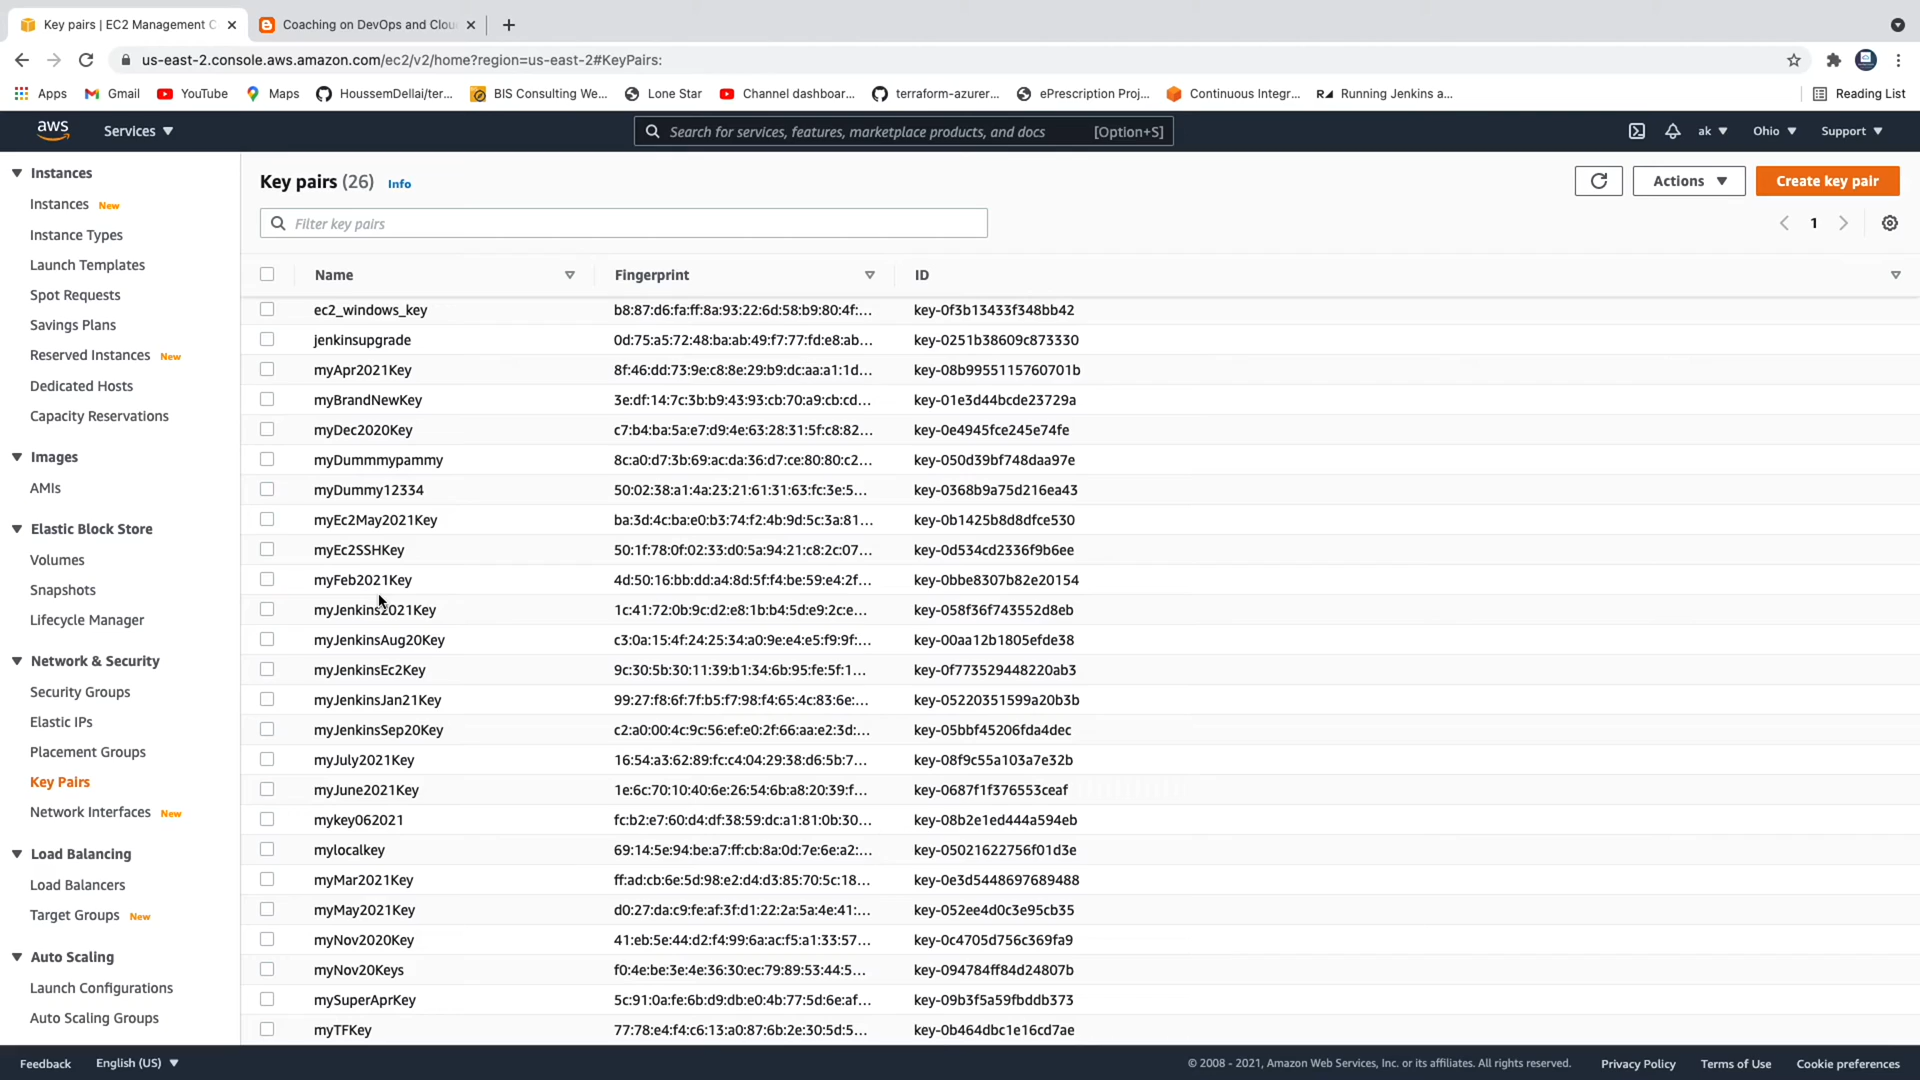 Key pairs | EC2 Management C
Coaching on DevOps and Clou
us-east-2.console.aws.amazon.com/ec2/v2/home?region=us-east-2#KeyPairs:
Apps Gmail YouTube Maps HoussemDellai/ter... BIS Consulting We... Lone Star Channel dashboar... terraform-azurer... ePrescription Proj... Continuous Integr... Running Jenkins a... Reading List
aws Services Search for services, features, marketplace products, and docs [Option+S] ak Ohio Support
Instances
Instances New
Instance Types
Launch Templates
Spot Requests
Savings Plans
Reserved Instances New
Dedicated Hosts
Capacity Reservations
Images
AMIs
Elastic Block Store
Volumes
Snapshots
Lifecycle Manager
Network & Security
Security Groups
Elastic IPs
Placement Groups
Key Pairs
Network Interfaces New
Load Balancing
Load Balancers
Target Groups New
Auto Scaling
Launch Configurations
Auto Scaling Groups
Key pairs (26) Info
Actions
Create key pair
Filter key pairs
1
Name Fingerprint ID
ec2_windows_key b8:87:d6:fa:ff:8a:93:22:6d:58:b9:80:4f:... key-0f3b13433f348bb42
jenkinsupgrade 0d:75:a5:72:48:ba:ab:49:f7:77:fd:e8:ab... key-0251b38609c873330
myApr2021Key 8f:46:dd:73:9e:c8:8e:29:b9:dc:aa:a1:1d... key-08b9955115760701b
myBrandNewKey 3e:df:14:7c:3b:b9:43:93:cb:70:a9:cb:cd... key-01e3d44bcde23729a
myDec2020Key c7:b4:ba:5a:e7:d9:4e:63:28:31:5f:c8:82... key-0e4945fce245e74fe
myDummmypammy 8c:a0:d7:3b:69:ac:da:36:d7:ce:80:80:c2... key-050d39bf748daa97e
myDummy12334 50:02:38:a1:4a:23:21:61:31:63:fc:3e:5... key-0368b9a75d216ea43
myEc2May2021Key ba:3d:4c:ba:e0:b3:74:f2:4b:9d:5c:3a:81... key-0b1425b8d8dfce530
myEc2SSHKey 50:1f:78:0f:02:33:d0:5a:94:21:c8:2c:07... key-0d534cd2336f9b6ee
myFeb2021Key 4d:50:16:bb:dd:a4:8d:5f:f4:be:59:e4:2f... key-0bbe8307b82e20154
myJenkins2021Key 1c:41:72:0b:9c:d2:e8:1b:b4:5d:e9:2c:e... key-058f36f743552d8eb
myJenkinsAug20Key c3:0a:15:4f:24:25:34:a0:9e:e4:e5:f9:9f:... key-00aa12b1805efde38
myJenkinsEc2Key 9c:30:5b:30:11:39:b1:34:6b:95:fe:5f:1... key-0f773529448220ab3
myJenkinsJan21Key 99:27:f8:6f:7f:b5:f7:98:f4:65:4c:83:6e:... key-05220351599a20b3b
myJenkinsSep20Key c2:a0:00:4c:9c:56:ef:e0:2f:66:aa:e2:3d:... key-05bbf45206fda4dec
myJuly2021Key 16:54:a3:62:89:fc:c4:04:29:38:d6:5b:7... key-08f9c55a103a7e32b
myJune2021Key 1e:6c:70:10:40:6e:26:54:6b:a8:20:39:f... key-0687f1f376553ceaf
mykey062021 fc:b2:e7:60:d4:df:38:59:dc:a1:81:0b:30... key-08b2e1ed444a594eb
mylocalkey 69:14:5e:94:be:a7:ff:cb:8a:0d:7e:6e:a2:... key-05021622756f01d3e
myMar2021Key ff:ad:cb:6e:5d:98:e2:d4:d3:85:70:5c:18... key-0e3d5448697689488
myMay2021Key d0:27:da:c9:fe:af:3f:d1:22:2a:5a:4e:41:... key-052ee4d0c3e95cb35
myNov2020Key 41:eb:5e:44:d2:f4:99:6a:ac:f5:a1:33:57... key-0c4705d756c369fa9
myNov20Keys f0:4e:be:3e:4e:36:30:ec:79:89:53:44:5... key-094784ff84d24807b
mySuperAprKey 5c:91:0a:fe:6b:d9:db:e0:4b:77:5d:6e:af... key-09b3f5a59fbddb373
myTFKey 77:78:e4:f4:c6:13:a0:87:6b:2e:30:5d:5... key-0b464dbc1e16cd7ae
Feedback English (US) © 2008 - 2021, Amazon Web Services, Inc. or its affiliates. All rights reserved. Privacy Policy Terms of Use Cookie preferences